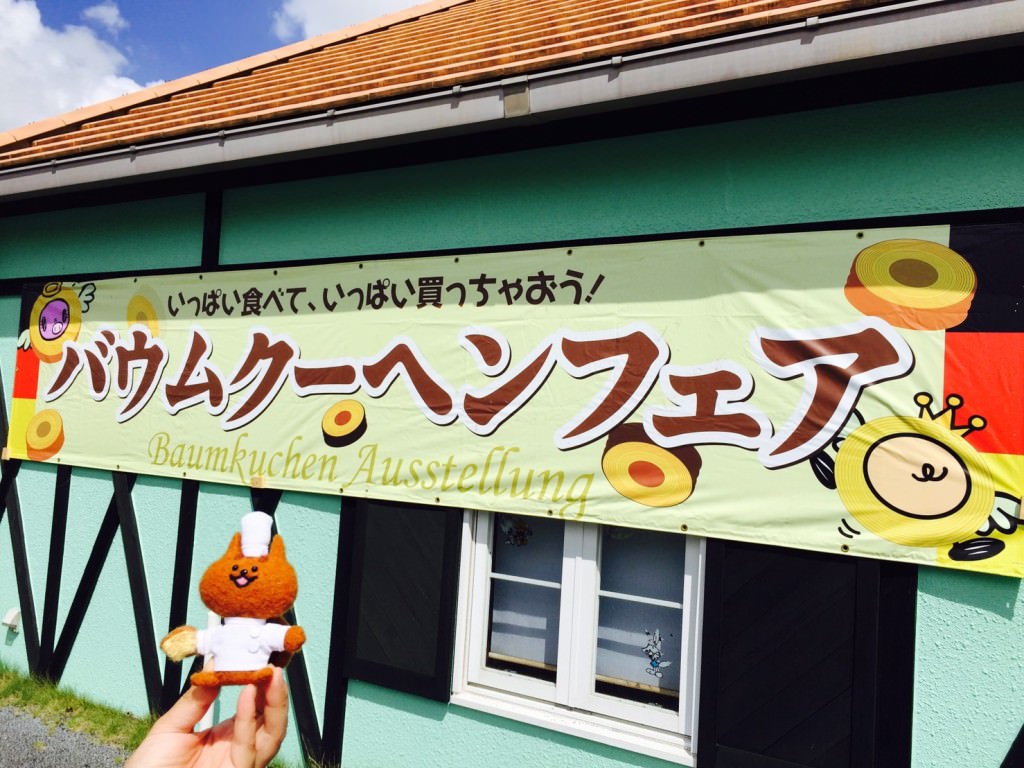 いっぱい食べて、いっぱい買っちゃおう!
バウムクーヘンフェア
Baumkuchen Ausstellung